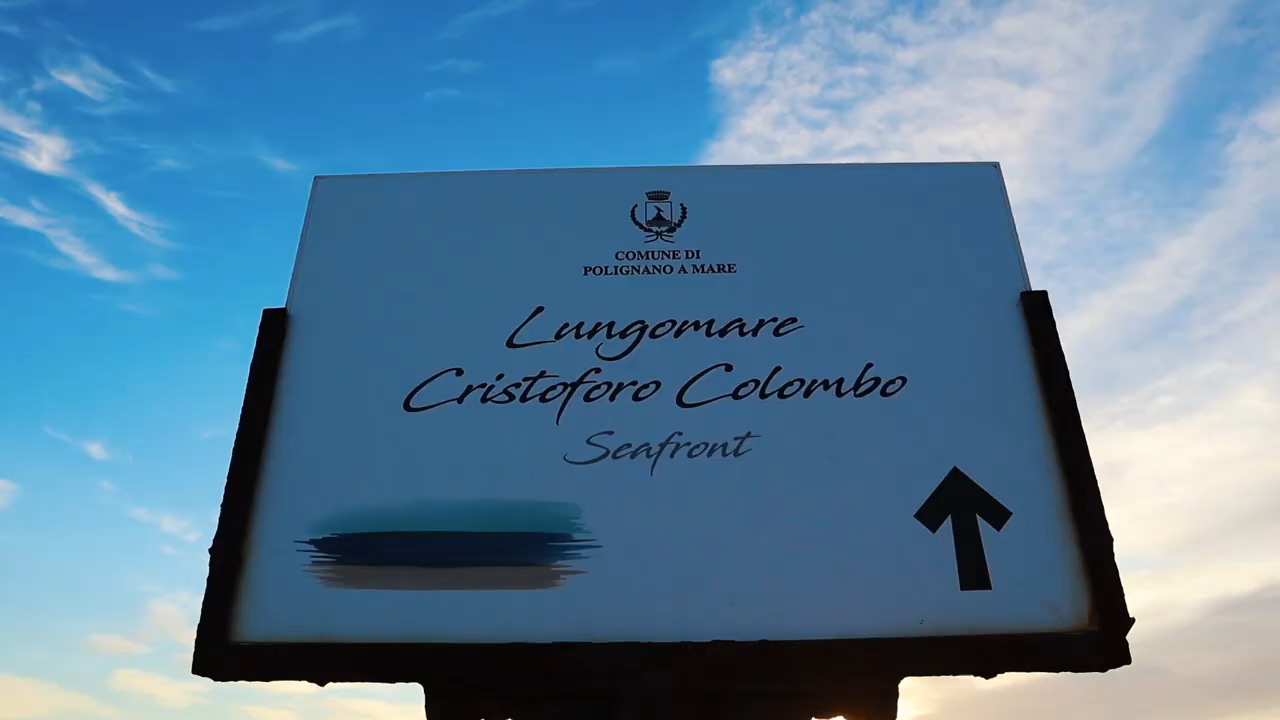 COMUNE DI
POLIGNANO A MARE
Lungomare
Cristoforo Colombo
Seafront